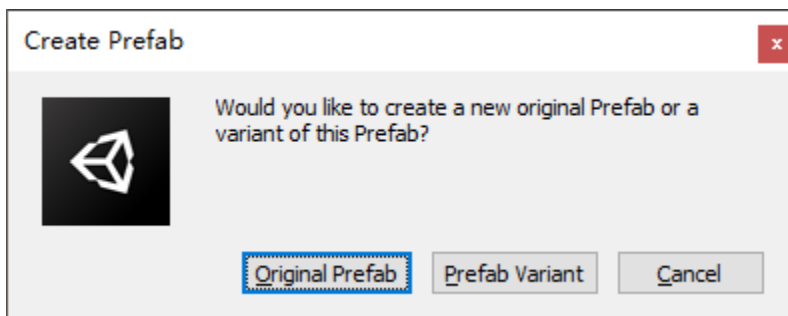 Create Prefab
x
Would you like to create a new original Prefab or a
variant of this Prefab?
Original Prefab
Prefab Variant
Cancel